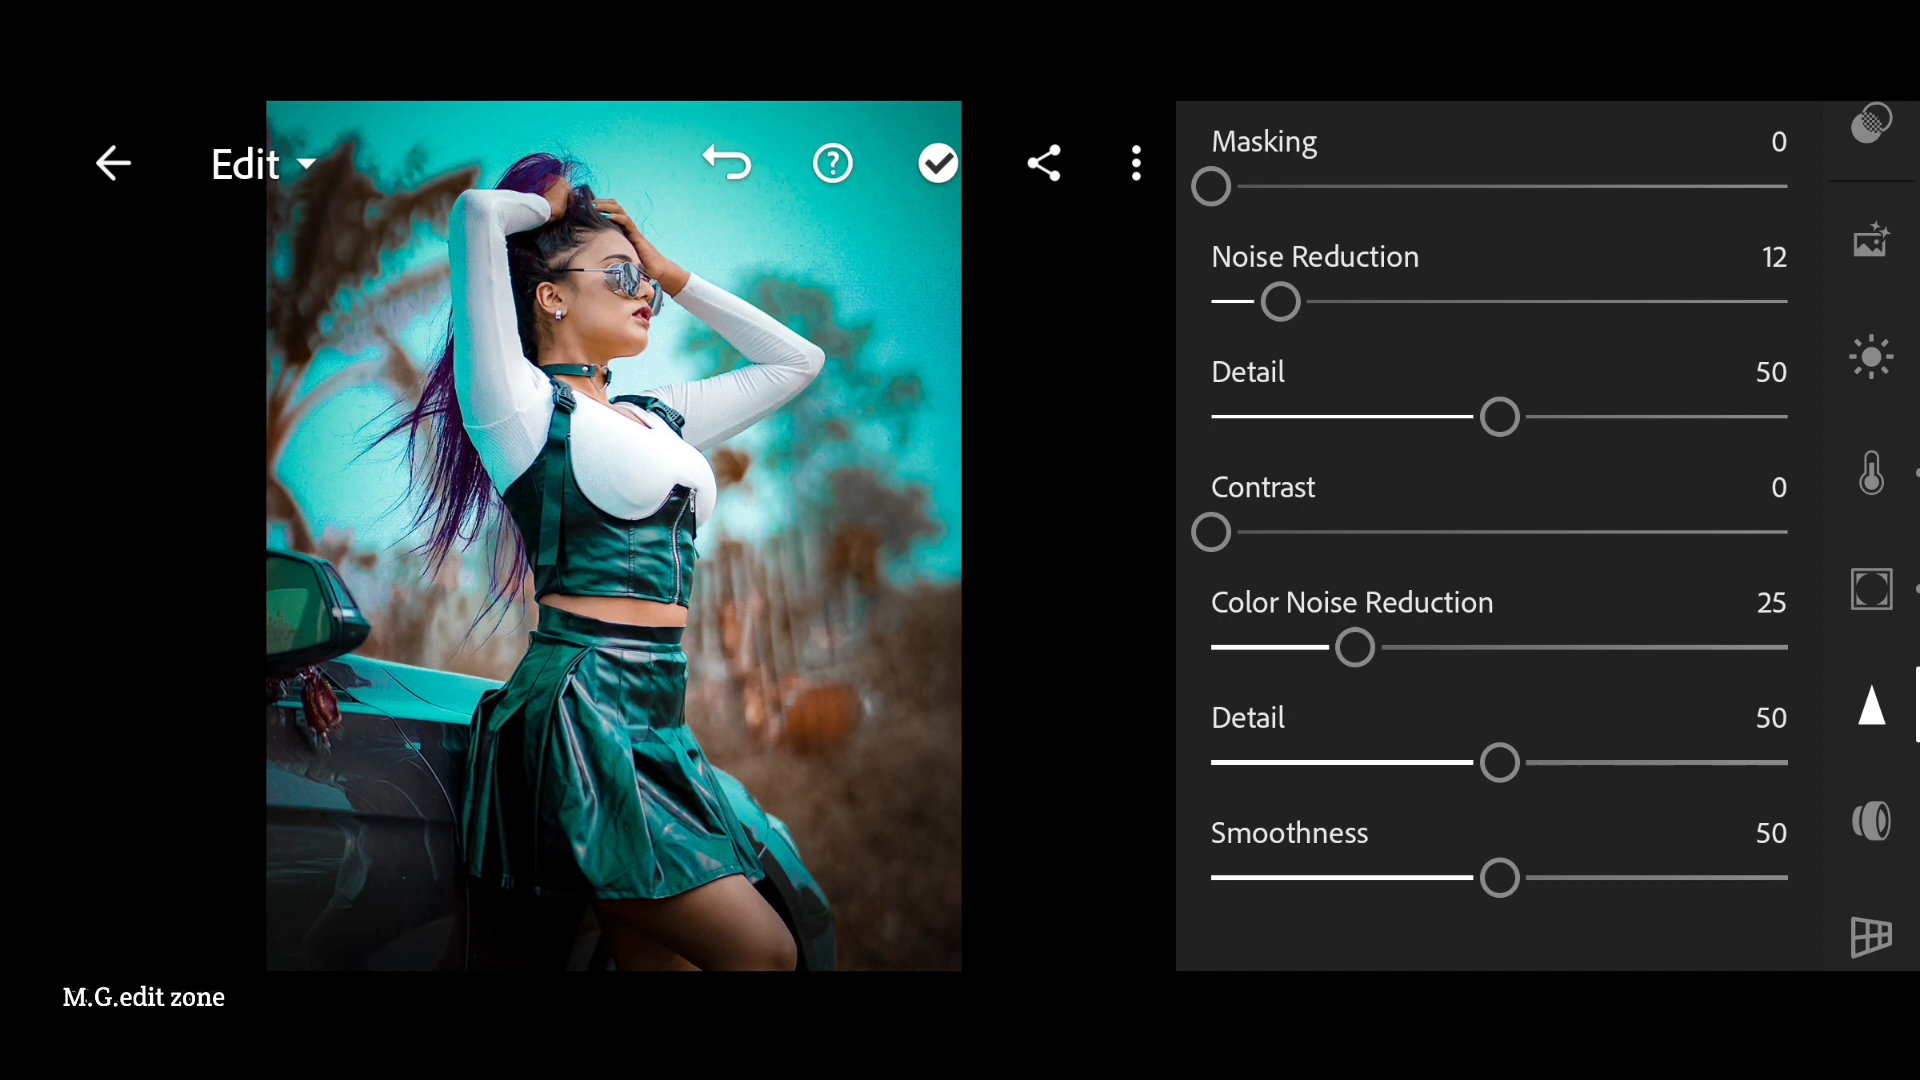 Edit
Masking 0
Noise Reduction 12
Detail 50
Contrast 0
Color Noise Reduction 25
Detail 50
Smoothness 50
M.G.edit zone